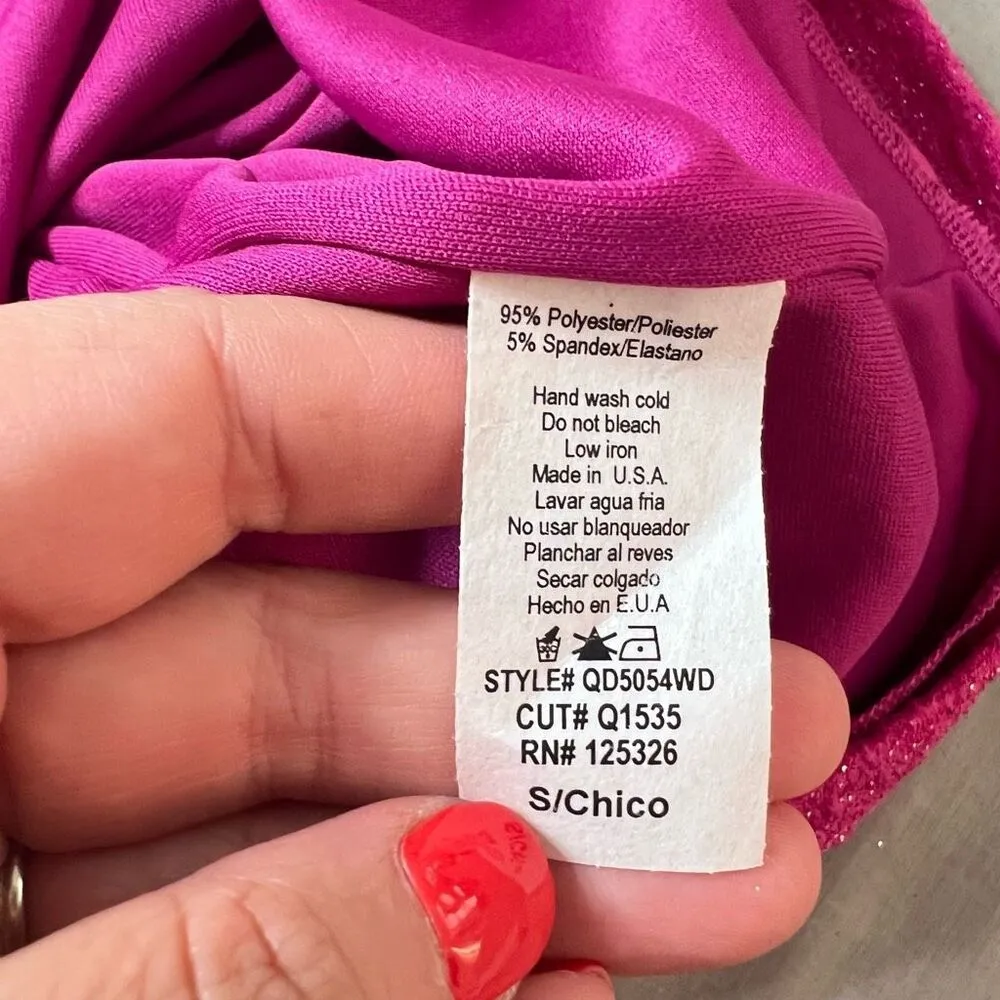 95% Polyester/Poliester
5% Spandex/Elastano
Hand wash cold
Do not bleach
Low iron
Made in U.S.A.
Lavar agua fria
No usar blanqueador
Planchar al reves
Secar colgado
Hecho en E.U.A
STYLE# QD5054WD
CUT# Q1535
RN# 125326
S/Chico